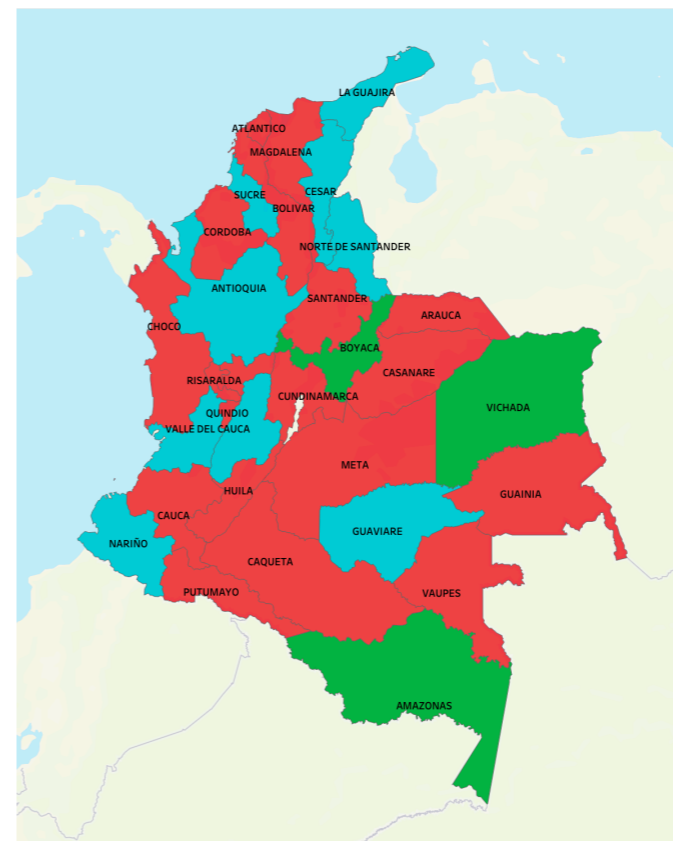 LA GUAJIRA
ATLANTICO
MAGDALENA
CESAR
SUCRE
BOLIVAR
CORDOBA
NORTE DE SANTANDER
ANTIOQUIA
SANTANDER
ARAUCA
CHOCO
BOYACA
CASANARE
RISARALDA
CUNDINAMARCA
VICHADA
QUINDIO
VALLE DEL CAUCA
META
HUILA
GUAINIA
CAUCA
GUAVIARE
NARIÑO
CAQUETA
PUTUMAYO
VAUPES
AMAZONAS